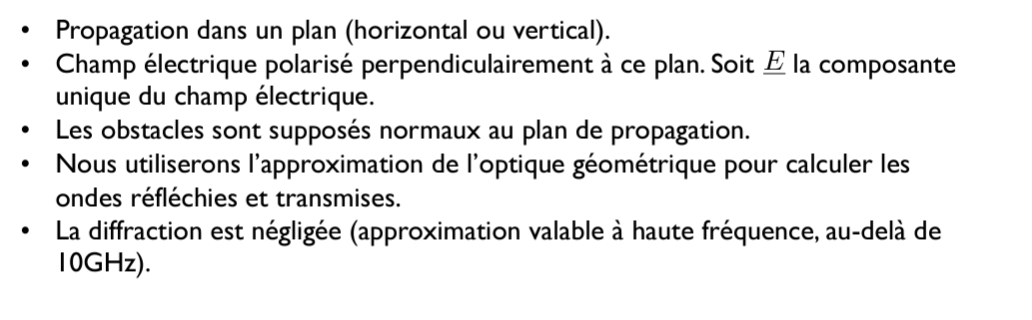 • Propagation dans un plan (horizontal ou vertical).
• Champ électrique polarisé perpendiculairement à ce plan. Soit E la composante
unique du champ électrique.
• Les obstacles sont supposés normaux au plan de propagation.
• Nous utiliserons l'approximation de l'optique géométrique pour calculer les
ondes réfléchies et transmises.
• La diffraction est négligée (approximation valable à haute fréquence, au-delà de
10GHz).